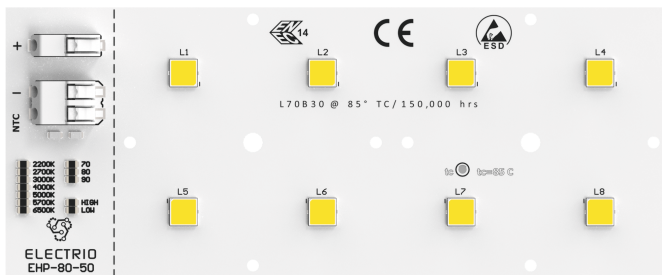 +
–
NTC
2200K
2700K
3000K
4000K
5000K
5700K
6500K
70
80
90
HIGH
LOW
ELECTRIO
EHP-80-50
ENEC 14
CE
ESD
L1
L2
L3
L4
L70B30 @ 85° TC/150,000 hrs
tc tc=85 C
L5
L6
L7
L8